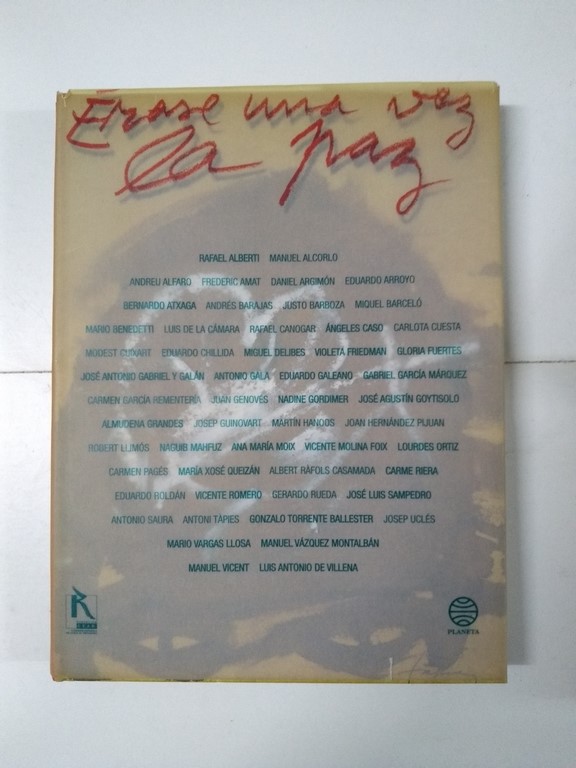 Érase una vez
la paz
RAFAEL ALBERTI MANUEL ALCORLO
ANDREU ALFARO FREDERIC AMAT DANIEL ARGIMÓN EDUARDO ARROYO
BERNARDO ATXAGA ANDRÉS BARAJAS JUSTO BARBOZA MIQUEL BARCELÓ
MARIO BENEDETTI LUIS DE LA CÁMARA RAFAEL CANOGAR ÁNGELES CASO CARLOTA CUESTA
MODEST CUIXART EDUARDO CHILLIDA MIGUEL DELIBES VIOLETA FRIEDMAN GLORIA FUERTES
JOSÉ ANTONIO GABRIEL Y GALÁN ANTONIO GALA EDUARDO GALEANO GABRIEL GARCÍA MÁRQUEZ
CARMEN GARCÍA REMENTERÍA JUAN GENOVÉS NADINE GORDIMER JOSÉ AGUSTÍN GOYTISOLO
ALMUDENA GRANDES JOSEP GUINOVART MARTÍN HANOOS JOAN HERNÁNDEZ PIJUAN
ROBERT LLIMÓS NAGUIB MAHFUZ ANA MARÍA MOIX VICENTE MOLINA FOIX LOURDES ORTIZ
CARMEN PAGÉS MARÍA XOSÉ QUEIZÁN ALBERT RÀFOLS CASAMADA CARME RIERA
EDUARDO ROLDÁN VICENTE ROMERO GERARDO RUEDA JOSÉ LUIS SAMPEDRO
ANTONIO SAURA ANTONI TÀPIES GONZALO TORRENTE BALLESTER JOSEP UCLÉS
MARIO VARGAS LLOSA MANUEL VÁZQUEZ MONTALBÁN
MANUEL VICENT LUIS ANTONIO DE VILLENA
PLANETA